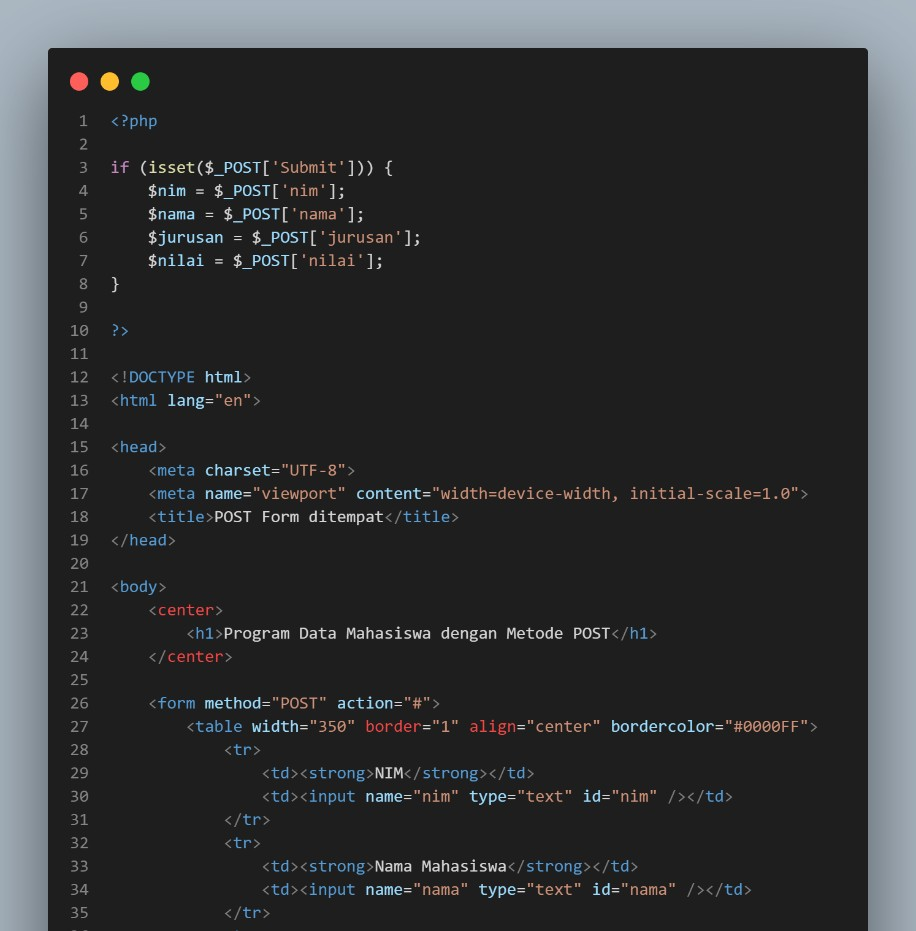 1 <?php
2
3 if (isset($_POST['Submit'])) {
4     $nim = $_POST['nim'];
5     $nama = $_POST['nama'];
6     $jurusan = $_POST['jurusan'];
7     $nilai = $_POST['nilai'];
8 }
9
10 ?>
11
12 <!DOCTYPE html>
13 <html lang="en">
14
15 <head>
16     <meta charset="UTF-8">
17     <meta name="viewport" content="width=device-width, initial-scale=1.0">
18     <title>POST Form ditempat</title>
19 </head>
20
21 <body>
22     <center>
23         <h1>Program Data Mahasiswa dengan Metode POST</h1>
24     </center>
25
26     <form method="POST" action="#">
27         <table width="350" border="1" align="center" bordercolor="#0000FF">
28             <tr>
29                 <td><strong>NIM</strong></td>
30                 <td><input name="nim" type="text" id="nim" /></td>
31             </tr>
32             <tr>
33                 <td><strong>Nama Mahasiswa</strong></td>
34                 <td><input name="nama" type="text" id="nama" /></td>
35             </tr>